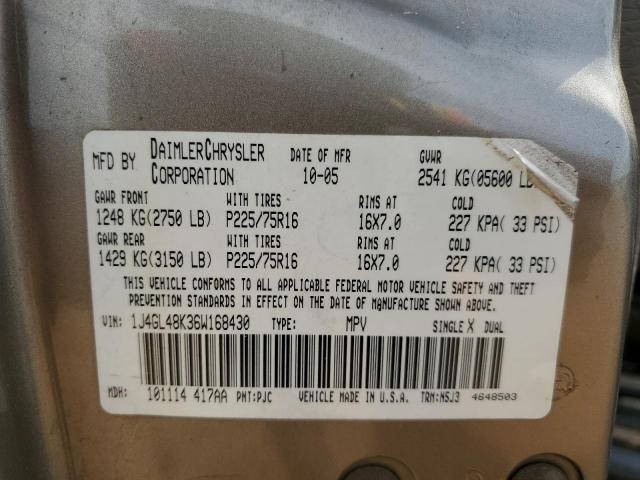 MFD BY DAIMLERCHRYSLER CORPORATION DATE OF MFR 10-05 GVWR 2541 KG(05600 LB
GAWR FRONT WITH TIRES RIMS AT COLD
1248 KG(2750 LB) P225/75R16 16X7.0 227 KPA( 33 PSI)
GAWR REAR WITH TIRES RIMS AT COLD
1429 KG(3150 LB) P225/75R16 16X7.0 227 KPA( 33 PSI)
THIS VEHICLE CONFORMS TO ALL APPLICABLE FEDERAL MOTOR VEHICLE SAFETY AND THEFT
PREVENTION STANDARDS IN EFFECT ON THE DATE OF MANUFACTURE SHOWN ABOVE.
VIN: 1J4GL48K36W168430 TYPE: MPV SINGLE X DUAL
MDH: 101114 417AA PNT:PJC VEHICLE MADE IN U.S.A. TRM:N5J3 4648503